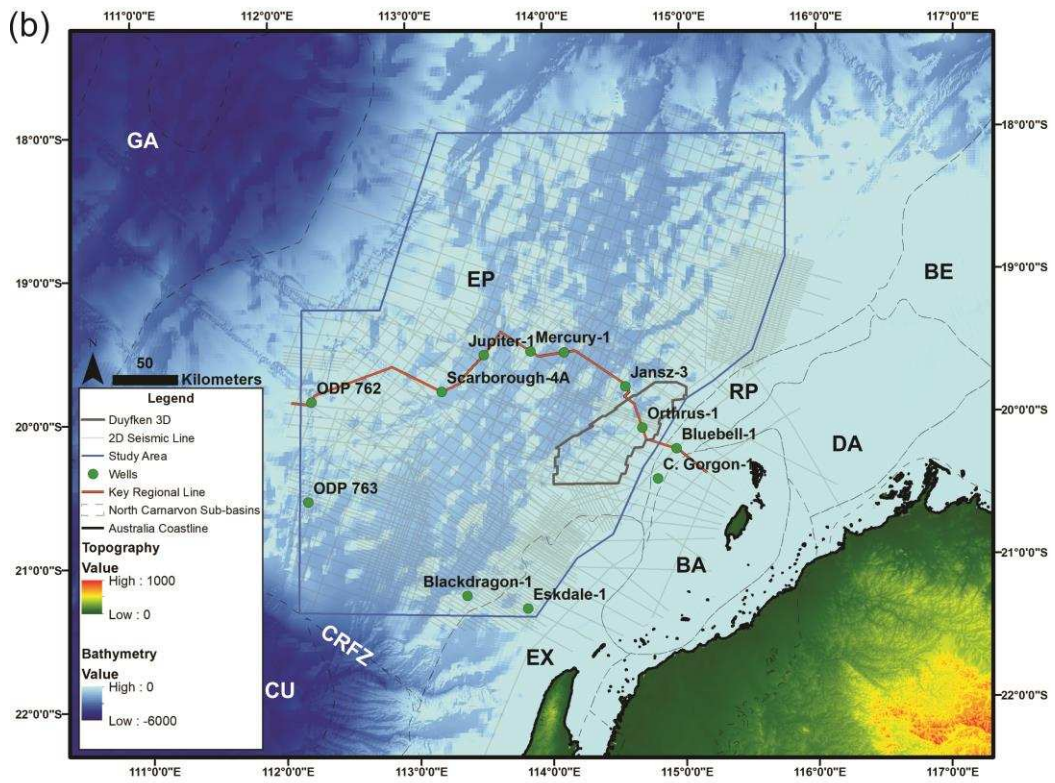 (b)
111°0'0"E 112°0'0"E 113°0'0"E 114°0'0"E 115°0'0"E 116°0'0"E 117°0'0"E
18°0'0"S 18°0'0"S
GA
19°0'0"S 19°0'0"S
EP
BE
Jupiter-1 Mercury-1
N
50
Kilometers
Scarborough-4A
Jansz-3
ODP 762
RP
20°0'0"S 20°0'0"S
Orthrus-1
Bluebell-1
DA
C. Gorgon-1
ODP 763
Legend
Duyfken 3D
2D Seismic Line
Study Area
Wells
Key Regional Line
North Carnarvon Sub-basins
Australia Coastline
Topography
Value
High : 1000
Low : 0
Bathymetry
Value
High : 0
Low : -6000
21°0'0"S 21°0'0"S
BA
Blackdragon-1
Eskdale-1
CRFZ
EX
CU
22°0'0"S 22°0'0"S
111°0'0"E 112°0'0"E 113°0'0"E 114°0'0"E 115°0'0"E 116°0'0"E 117°0'0"E